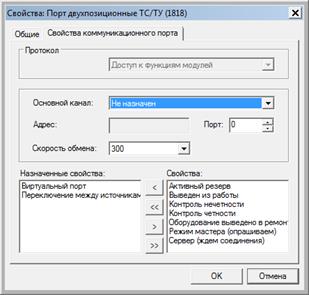 Свойства: Порт двухпозиционные ТС/ТУ (1818)
Общие
Свойства коммуникационного порта
Протокол
Доступ к функциям модулей
Основной канал:
Не назначен
Адрес:
Порт:
0
Скорость обмена:
300
Назначенные свойства:
Виртуальный порт
Переключение между источникам
<
<<
>
>>
Свойства:
Активный резерв
Выведен из работы
Контроль нечетности
Контроль четности
Оборудование выведено в ремонт
Режим мастера (опрашиваем)
Сервер (ждем соединения)
OK
Отмена